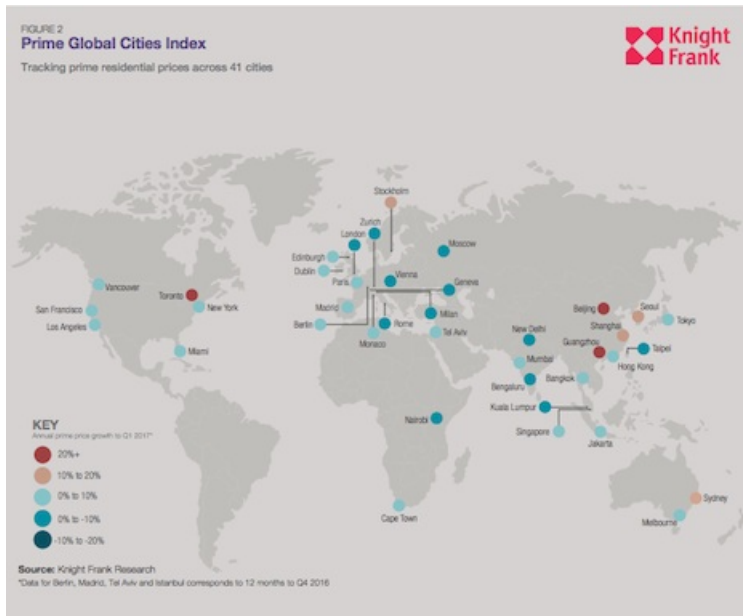 FIGURE 2
Prime Global Cities Index
Tracking prime residential prices across 41 cities
Knight
Frank
Stockholm
Zurich
London
Moscow
Edinburgh
Dublin
Vienna
Geneva
Paris
Vancouver
Toronto
New York
San Francisco
Los Angeles
Madrid
Berlin
Rome
Milan
Monaco
Tel Aviv
Miami
Beijing
Seoul
Shanghai
Tokyo
New Delhi
Guangzhou
Taipei
Mumbai
Hong Kong
Bengaluru
Bangkok
Kuala Lumpur
Singapore
Jakarta
Nairobi
Cape Town
Sydney
Melbourne
KEY
Annual prime price growth to Q1 2017*
20%+
10% to 20%
0% to 10%
0% to -10%
-10% to -20%
Source: Knight Frank Research
*Data for Berlin, Madrid, Tel Aviv and Istanbul corresponds to 12 months to Q4 2016